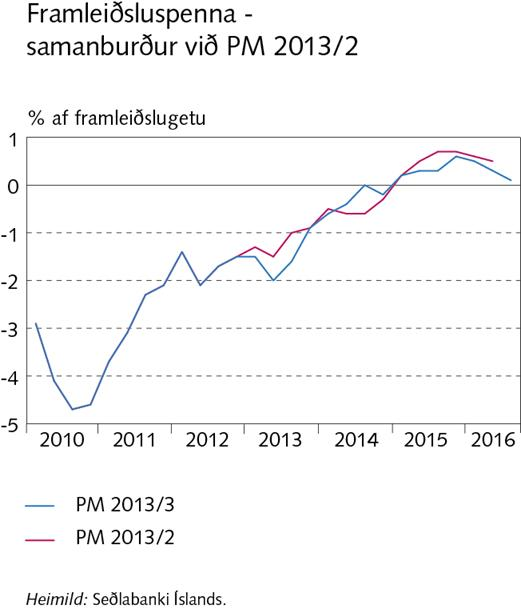 Framleiðsluspenna -
samanburður við PM 2013/2
% af framleiðslugetu
1
0
-1
-2
-3
-4
-5
2010 2011 2012 2013 2014 2015 2016
PM 2013/3
PM 2013/2
Heimild: Seðlabanki Íslands.